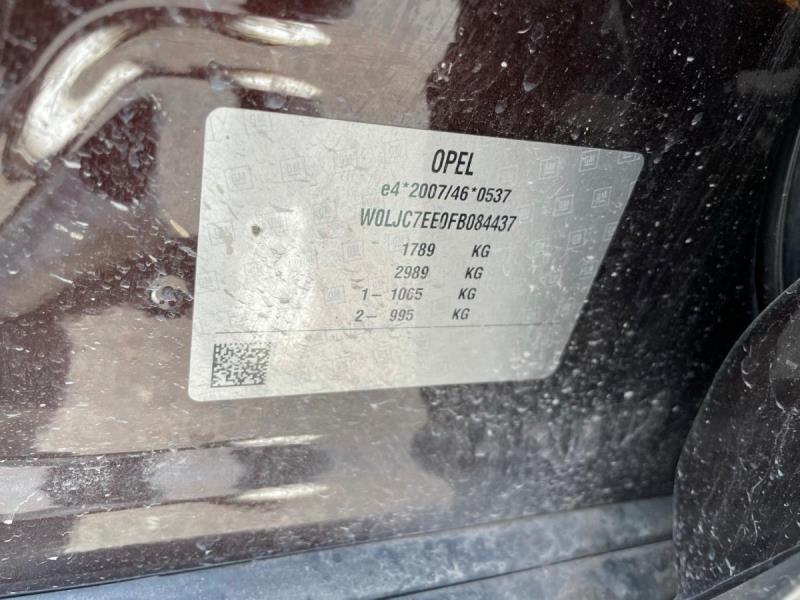 OPEL
e4*2007/46*0537
W0LJC7EE0FB084437
1789 KG
2989 KG
1- 1065 KG
2- 995 KG